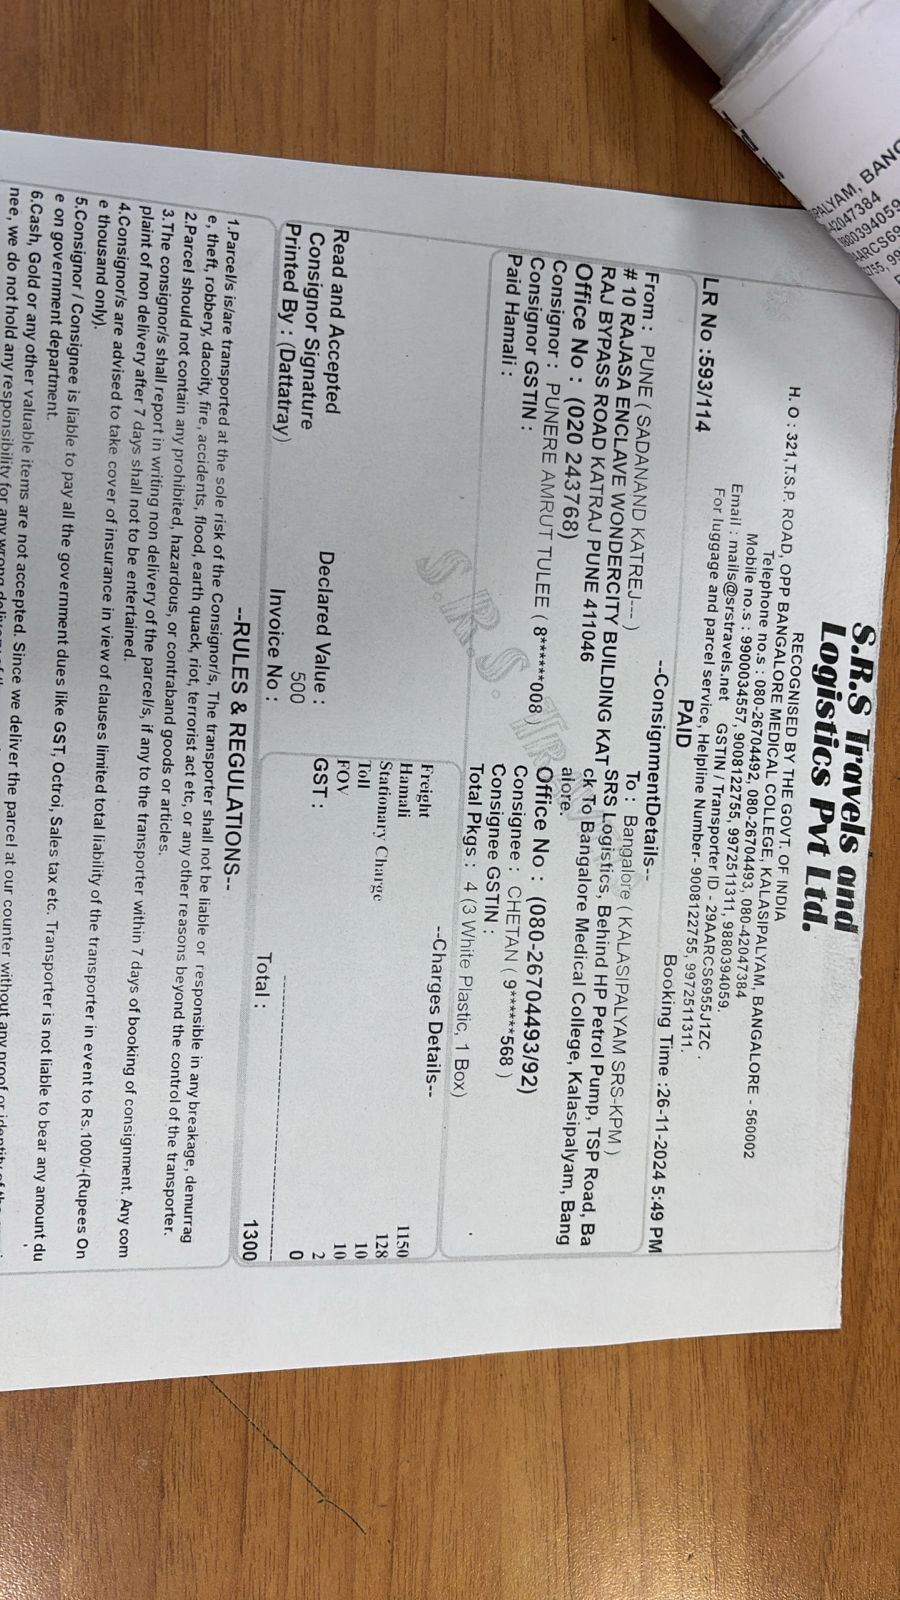 S.R.S Travels and
Logistics Pvt Ltd.
RECOGNISED BY THE GOVT. OF INDIA
H. O : 321,T.S.P. ROAD, OPP BANGALORE MEDICAL COLLEGE, KALASIPALYAM, BANGALORE - 560002
Telephone no.s : 080-26704492, 080-26704493, 080-42047384
Mobile no.s : 9900034557, 9008122755, 9972511311, 9880394059.
Email : mails@srstravels.net GSTIN / Transporter ID - 29AARCS6955J1ZC .
For luggage and parcel service, Helpline Number- 9008122755, 9972511311.
LR No :593/114
PAID
Booking Time :26-11-2024 5:49 PM
--ConsignmentDetails--
From : PUNE ( SADANAND KATREJ--- )
# 10 RAJASA ENCLAVE WONDERCITY BUILDING KAT
RAJ BYPASS ROAD KATRAJ PUNE 411046
Office No : (020 243768)
Consignor : PUNERE AMRUT TULEE ( 8******008 )
Consignor GSTIN :
Paid Hamali :
To : Bangalore ( KALASIPALYAM SRS-KPM )
SRS Logistics, Behind HP Petrol Pump, TSP Road, Ba
ck To Bangalore Medical College, Kalasipalyam, Bang
alore.
Office No : (080-26704493/92)
Consignee : CHETAN ( 9******568 )
Consignee GSTIN :
Total Pkgs : 4 (3 White Plastic, 1 Box)
--Charges Details--
Freight 1150
Hamali 128
Stationary Charge 10
Toll 10
FOV 2
GST : 0
Total : 1300
Read and Accepted
Consignor Signature
Printed By : (Dattatray)
Declared Value :
500
Invoice No :
--RULES & REGULATIONS--
1.Parcel/s is/are transported at the sole risk of the Consignor/s, The transporter shall not be liable or responsible in any breakage, demurrag
e, theft, robbery, dacoity, fire, accidents, flood, earth quack, riot, terrorist act etc, or any other reasons beyond the control of the transporter.
2.Parcel should not contain any prohibited, hazardous, or contraband goods or articles.
3.The consignor/s shall report in writing non delivery of the parcel/s, if any to the transporter within 7 days of booking of consignment. Any com
plaint of non delivery after 7 days shall not to be entertained.
4.Consignor/s are advised to take cover of insurance in view of clauses limited total liability of the transporter in event to Rs.1000/-(Rupees On
e thousand only).
5.Consignor / Consignee is liable to pay all the government dues like GST, Octroi, Sales tax etc. Transporter is not liable to bear any amount du
e on government department.
6.Cash, Gold or any other valuable items are not accepted. Since we deliver the parcel at our counter without any proof or identity of the
nee, we do not hold any responsibility for any wrong
S.R.S.
PALYAM, BANG
42047384
9880394059